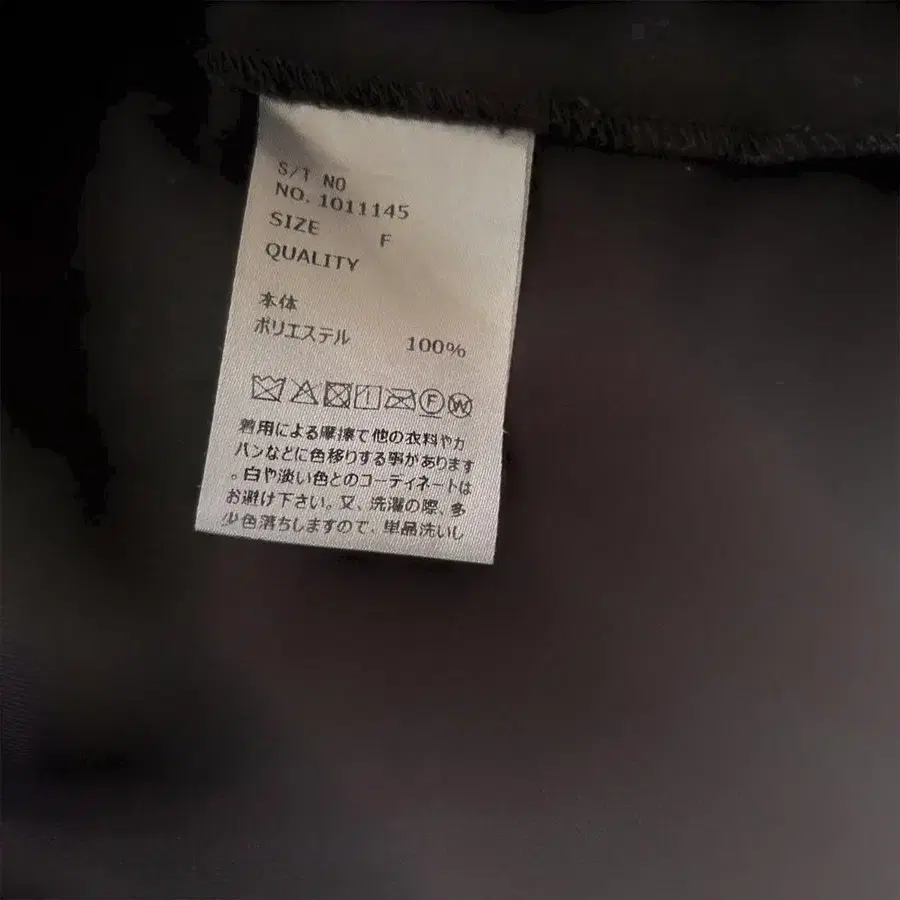 S/T NO
NO. 1011145
SIZE F
QUALITY
本体
ポリエステル 100%
F W
着用による摩擦で他の衣料やカ
バンなどに色移りする事があります
。白や淡い色とのコーディネートは
お避け下さい。又、洗濯の際、多
少色落ちしますので、単品洗いし